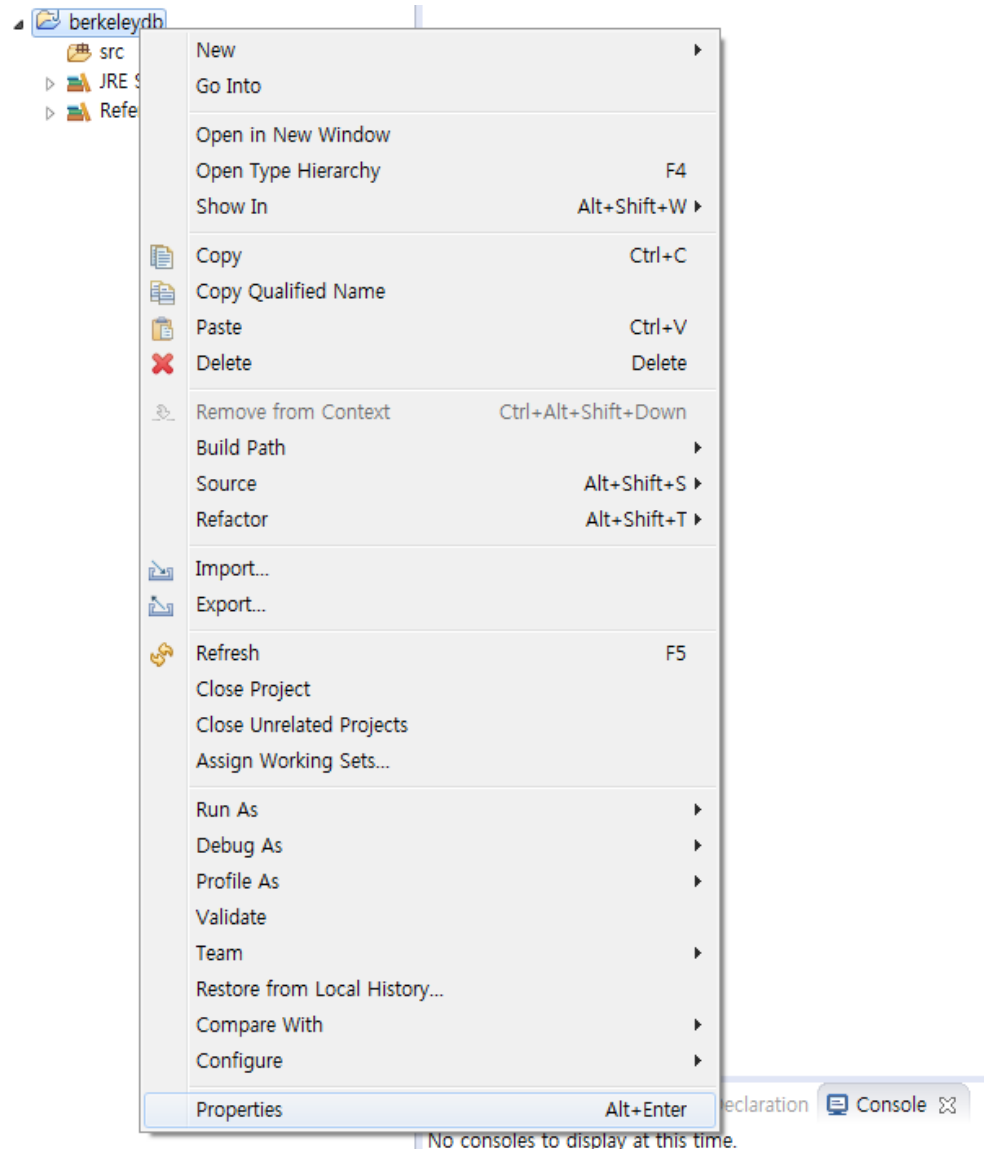 berkeleydb
src
JRE S
Refe
New
Go Into
Open in New Window
Open Type Hierarchy F4
Show In Alt+Shift+W
Copy Ctrl+C
Copy Qualified Name
Paste Ctrl+V
Delete Delete
Remove from Context Ctrl+Alt+Shift+Down
Build Path
Source Alt+Shift+S
Refactor Alt+Shift+T
Import...
Export...
Refresh F5
Close Project
Close Unrelated Projects
Assign Working Sets...
Run As
Debug As
Profile As
Validate
Team
Restore from Local History...
Compare With
Configure
Properties Alt+Enter
eclaration Console
No consoles to display at this time.